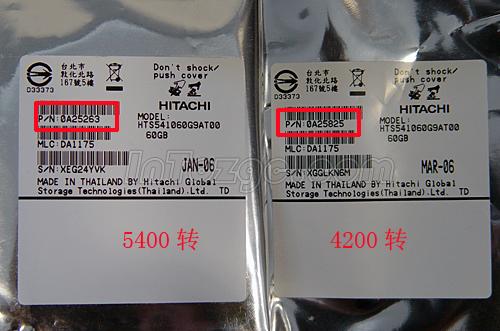 台北市
敦化北路
167號5樓
D33373
Don't shock/
push cover
HITACHI
P/N: 0A25263
MODEL:
HTS541060G9AT00
60GB
MLC: DA1175
JAN-06
S/N: XEG24YVK
MADE IN THAILAND BY Hitachi Global
Storage Technologies(Thailand).Ltd. TD
5400 转
台北市
敦化北路
167號5樓
D33373
Don't shock/
push cover
HITACHI
P/N: 0A25825
MODEL:
HTS541060G9AT00
60GB
MLC: DA1175
MAR-06
S/N: XGGLKN6M
MADE IN THAILAND BY Hitachi Global
Storage Technologies(Thailand).Ltd. TD
4200 转